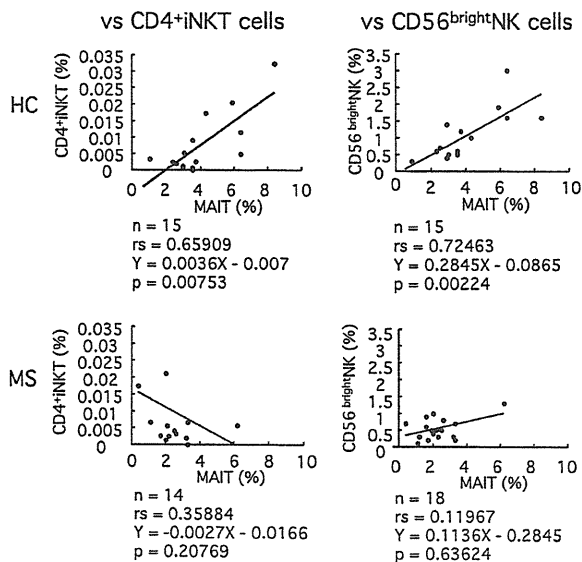 vs CD4⁺iNKT cells
vs CD56ᵇʳⁱᵍʰᵗNK cells
HC
CD4⁺iNKT (%)
0.035
0.03
0.025
0.02
0.015
0.01
0.005
0
0 2 4 6 8 10
MAIT (%)
n = 15
rs = 0.65909
Y = 0.0036X - 0.007
p = 0.00753
CD56ᵇʳⁱᵍʰᵗNK (%)
3.5
3
2.5
2
1.5
1
0.5
0
0 2 4 6 8 10
MAIT (%)
n = 15
rs = 0.72463
Y = 0.2845X - 0.0865
p = 0.00224
MS
CD4⁺iNKT (%)
0.035
0.03
0.025
0.02
0.015
0.01
0.005
0
0 2 4 6 8 10
MAIT (%)
n = 14
rs = 0.35884
Y = -0.0027X - 0.0166
p = 0.20769
CD56ᵇʳⁱᵍʰᵗNK (%)
3.5
3
2.5
2
1.5
1
0.5
0
0 2 4 6 8 10
MAIT (%)
n = 18
rs = 0.11967
Y = 0.1136X - 0.2845
p = 0.63624